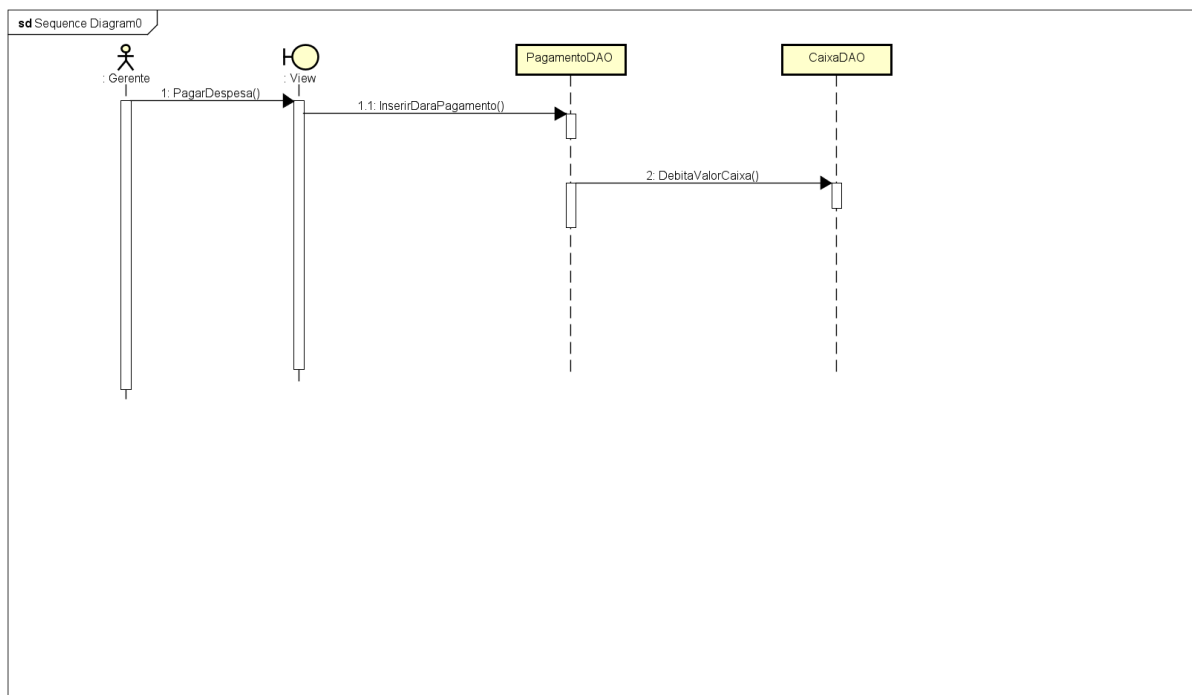 sd Sequence Diagram0
: Gerente
: View
PagamentoDAO
CaixaDAO
1: PagarDespesa()
1.1: InserirDaraPagamento()
2: DebitaValorCaixa()